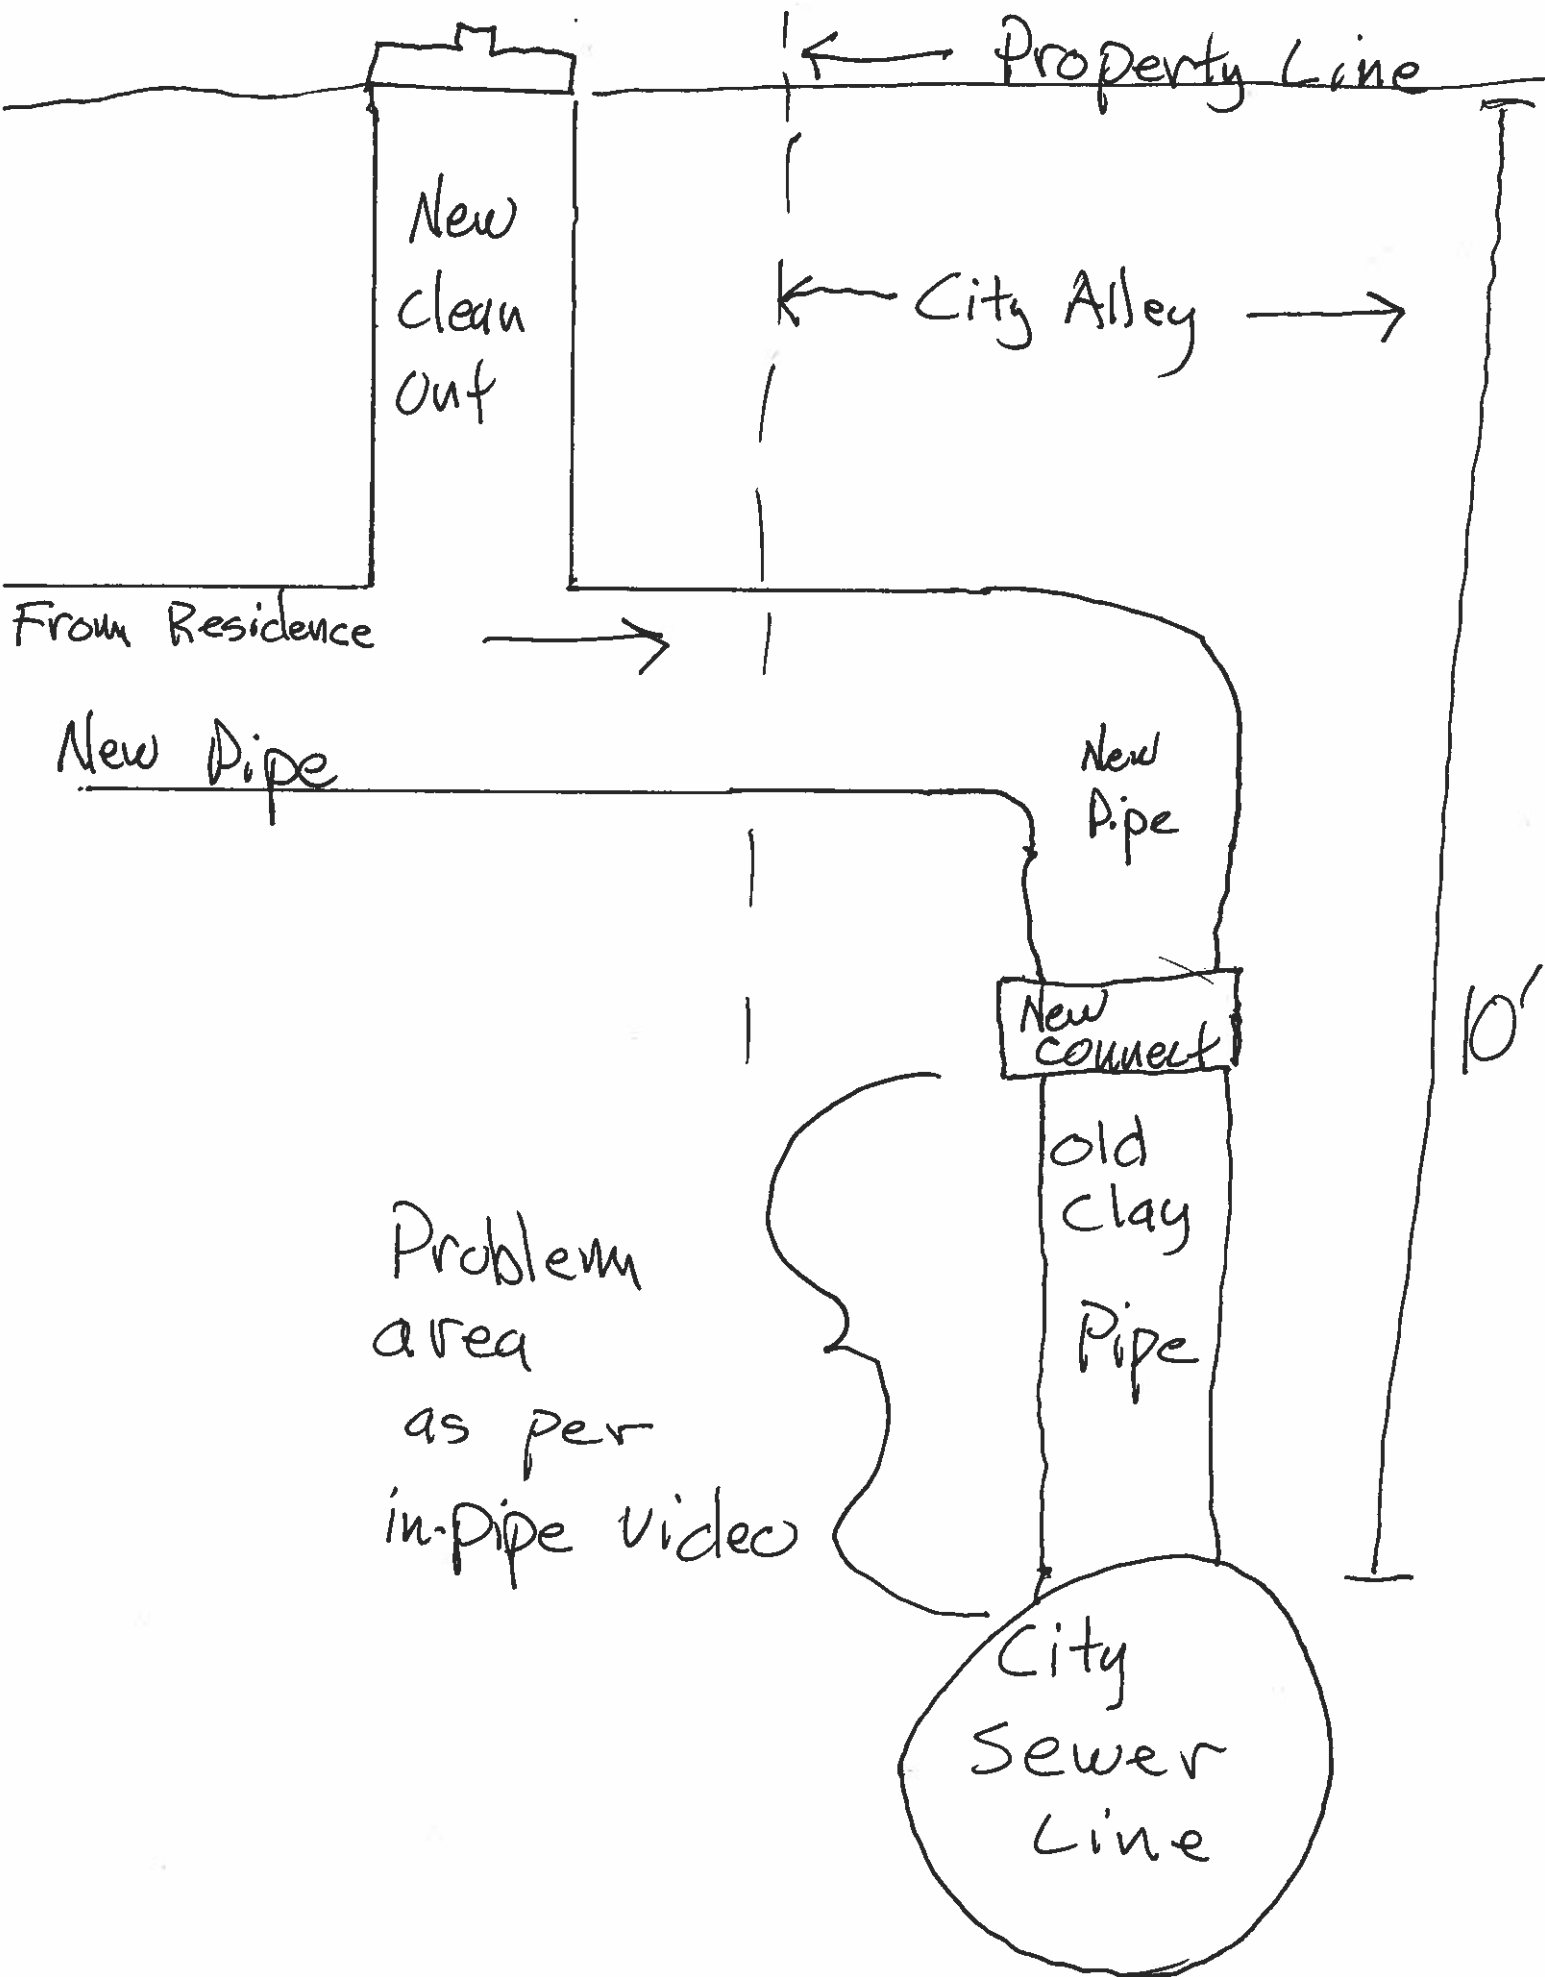 Property Line
New
Clean
Out
City Alley
From Residence
New Pipe
New
Pipe
10'
New
connect
Old
Clay
Pipe
Problem
area
as per
in-pipe video
City
Sewer
Line